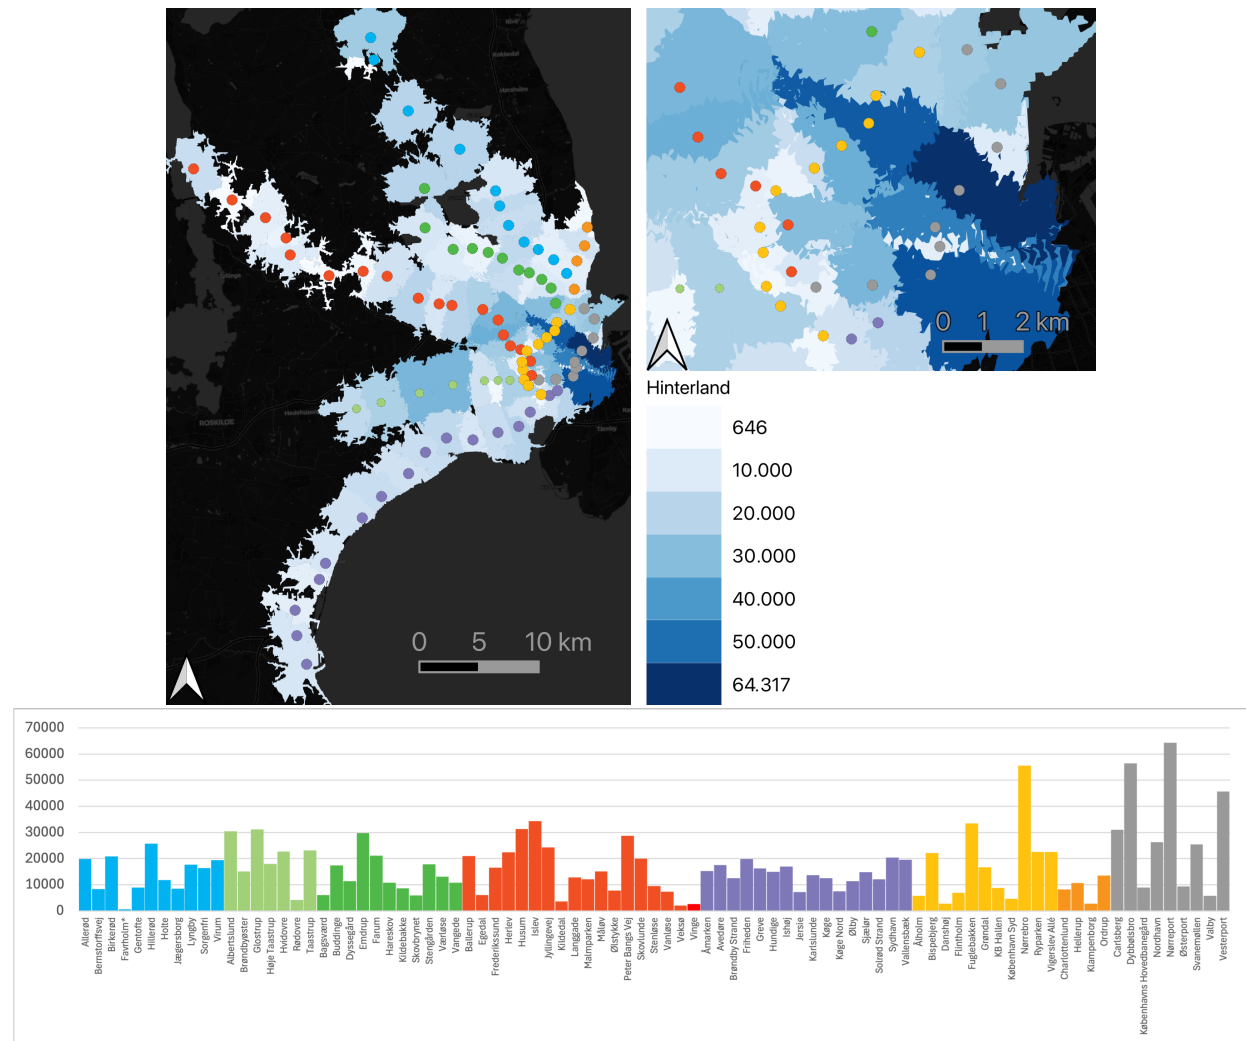 ROSKILDE
0 5 10 km
0 1 2 km
Hinterland
646
10.000
20.000
30.000
40.000
50.000
64.317
70000
60000
50000
40000
30000
20000
10000
0
Allerød
Bernstorffsvej
Birkerød
Favrholm*
Gentofte
Hillerød
Holte
Jægersborg
Lyngby
Sorgenfri
Virum
Albertslund
Brøndbyøster
Glostrup
Høje Taastrup
Hvidovre
Rødovre
Taastrup
Bagsværd
Buddinge
Dyssegård
Emdrup
Farum
Hareskov
Kildebakke
Skovbrynet
Stengården
Værløse
Vangede
Ballerup
Egedal
Frederikssund
Herlev
Husum
Islev
Jyllingevej
Kildedal
Langgade
Malmparken
Måløv
Ølstykke
Peter Bangs Vej
Skovlunde
Stenløse
Vanløse
Veksø
Vinge
Åmarken
Avedøre
Brøndby Strand
Friheden
Greve
Hundige
Ishøj
Jersie
Karlslunde
Køge
Køge Nord
Ølby
Sjælør
Solrød Strand
Sydhavn
Vallensbæk
Ålholm
Bispebjerg
Danshøj
Flintholm
Fuglebakken
Grøndal
KB Hallen
København Syd
Nørrebro
Ryparken
Vigerslev Allé
Charlottenlund
Hellerup
Klampenborg
Ordrup
Carlsberg
Dybbølsbro
Københavns Hovedbanegård
Nordhavn
Nørreport
Østerport
Svanemøllen
Valby
Vesterport